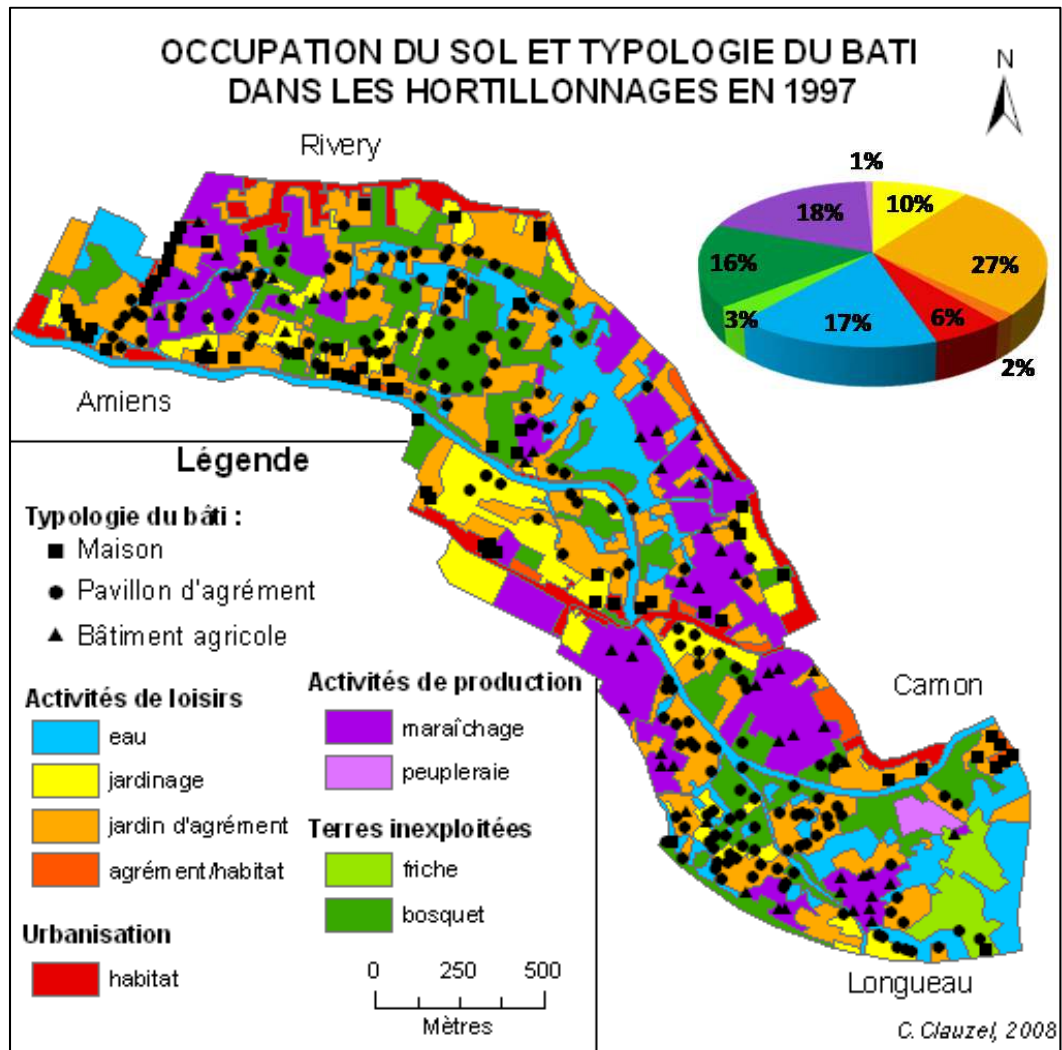 OCCUPATION DU SOL ET TYPOLOGIE DU BATI
DANS LES HORTILLONNAGES EN 1997
N
Rivery
1%
10%
18%
27%
16%
3%
17%
6%
2%
Amiens
Légende
Typologie du bâti :
Maison
Pavillon d'agrément
Bâtiment agricole
Activités de loisirs
eau
jardinage
jardin d'agrément
agrément/habitat
Urbanisation
habitat
Activités de production
maraîchage
peupleraie
Terres inexploitées
friche
bosquet
0 250 500
Mètres
Camon
Longueau
C. Clauzel, 2008